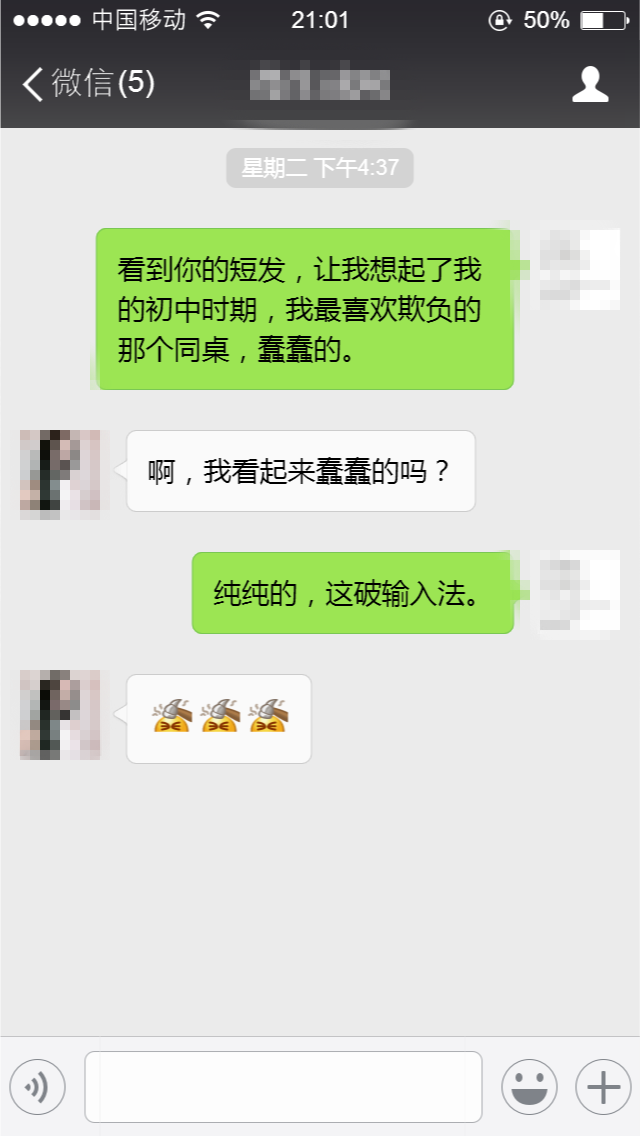 中国移动 21:01 50%
微信(5)
星期二 下午4:37
看到你的短发，让我想起了我
的初中时期，我最喜欢欺负的
那个同桌，蠢蠢的。
啊，我看起来蠢蠢的吗？
纯纯的，这破输入法。